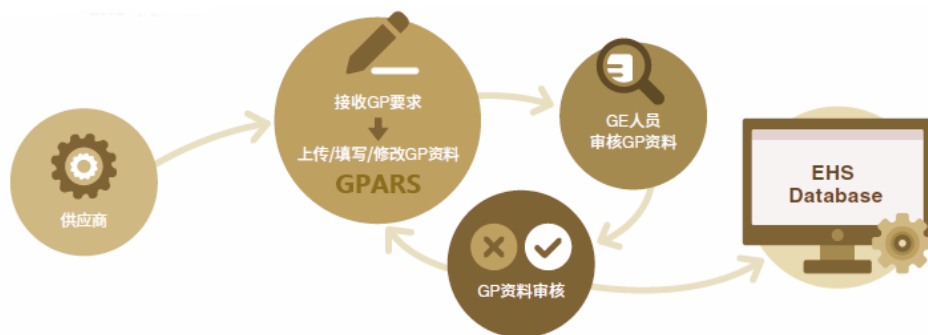 供应商
接收GP要求
上传/填写/修改GP资料
GPARS
GE人员
审核GP资料
GP资料审核
EHS
Database